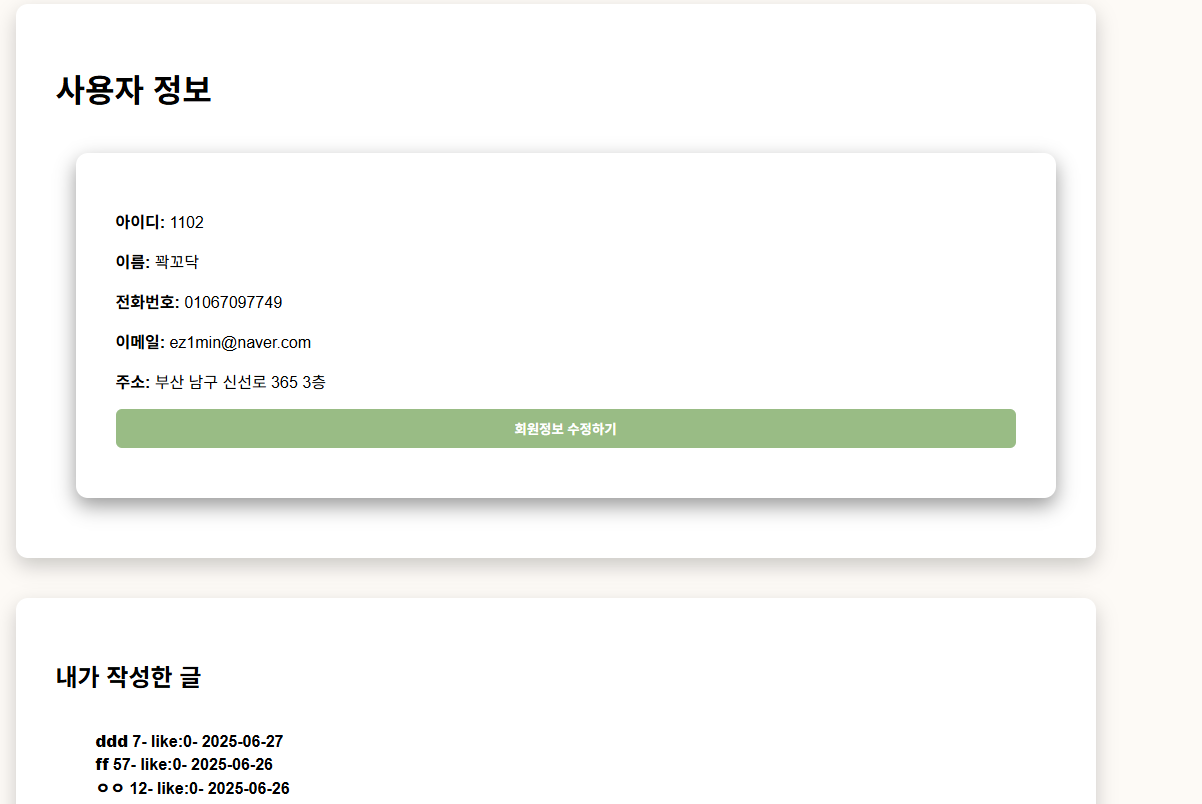 사용자 정보
아이디: 1102
이름: 꽉꼬닥
전화번호: 01067097749
이메일: ez1min@naver.com
주소: 부산 남구 신선로 365 3층
회원정보 수정하기
내가 작성한 글
ddd 7- like:0- 2025-06-27
ff 57- like:0- 2025-06-26
ㅇㅇ 12- like:0- 2025-06-26